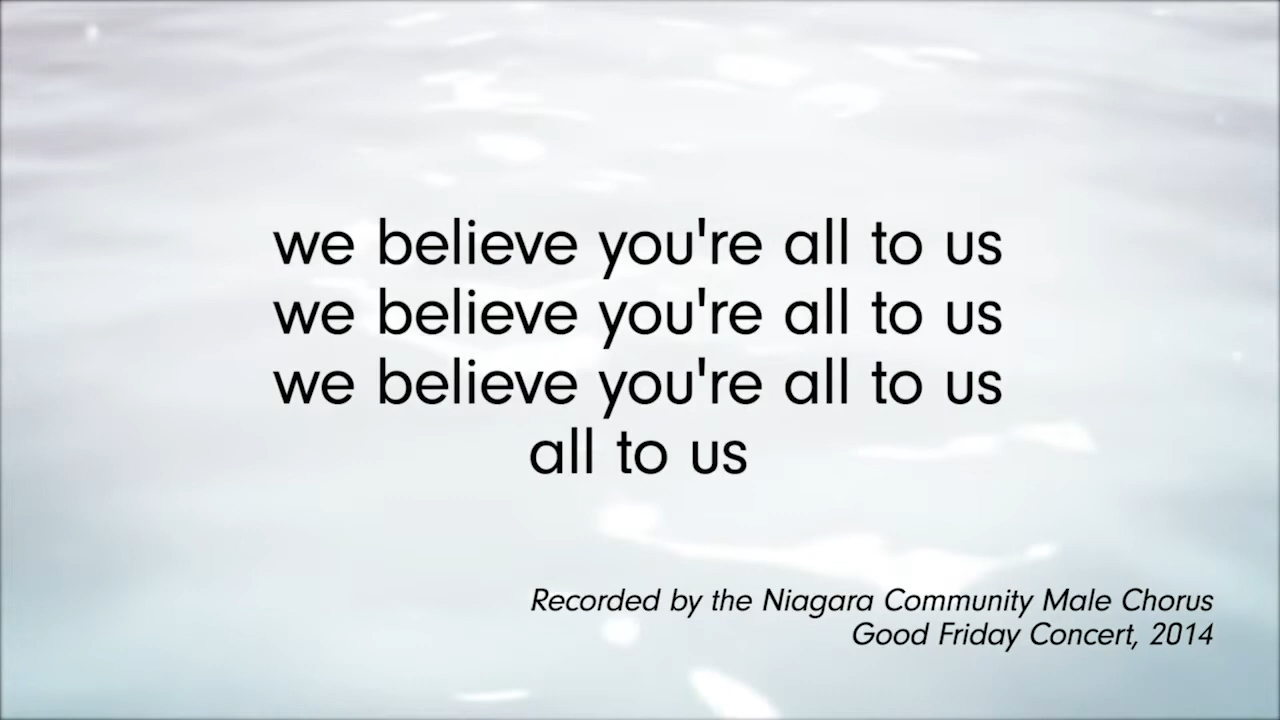 we believe you're all to us
we believe you're all to us
we believe you're all to us
all to us
Recorded by the Niagara Community Male Chorus
Good Friday Concert, 2014